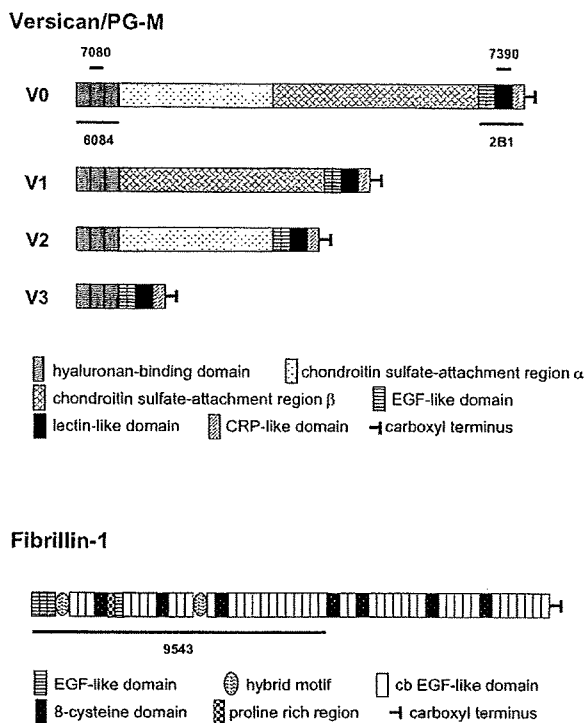 Versican/PG-M
7080 7390
V0
6084 2B1
V1
V2
V3
hyaluronan-binding domain chondroitin sulfate-attachment region α
chondroitin sulfate-attachment region β EGF-like domain
lectin-like domain CRP-like domain carboxyl terminus
Fibrillin-1
9543
EGF-like domain hybrid motif cb EGF-like domain
8-cysteine domain proline rich region carboxyl terminus